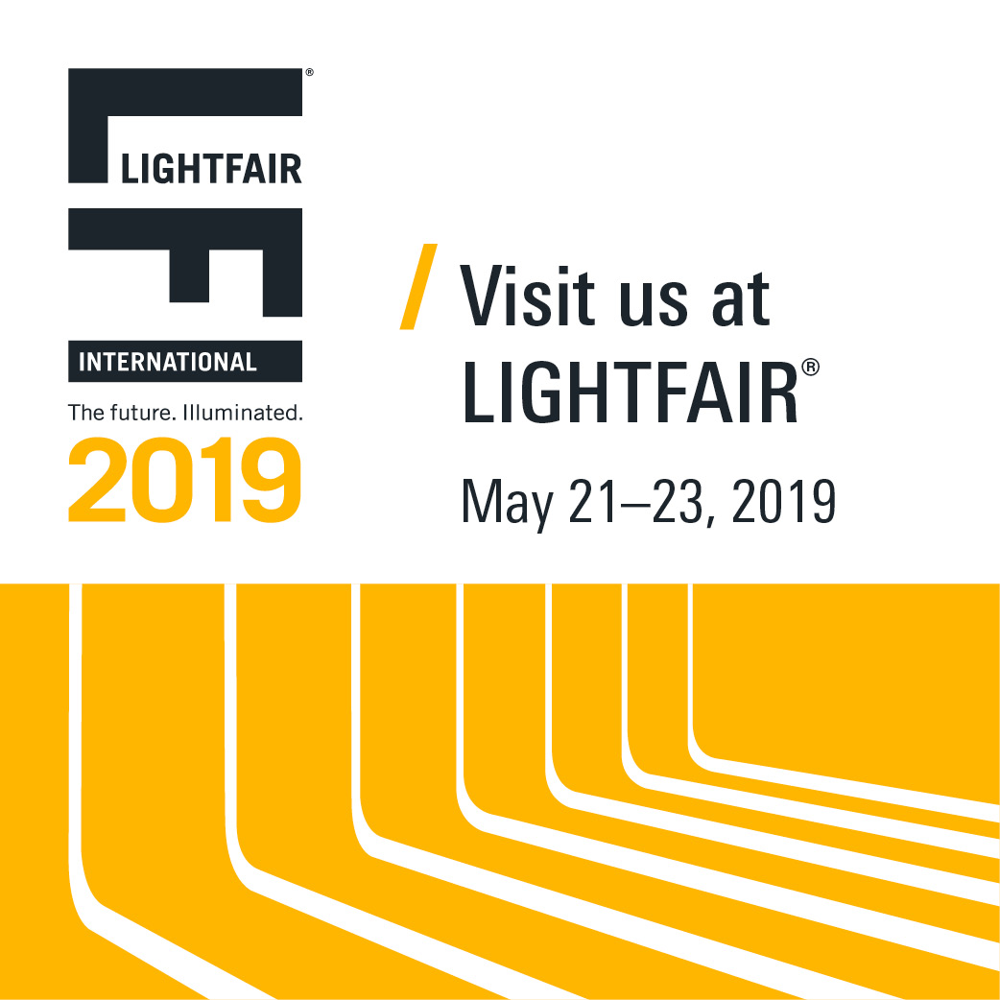 LIGHTFAIR®
INTERNATIONAL
The future. Illuminated.
2019
/ Visit us at
LIGHTFAIR®
May 21–23, 2019